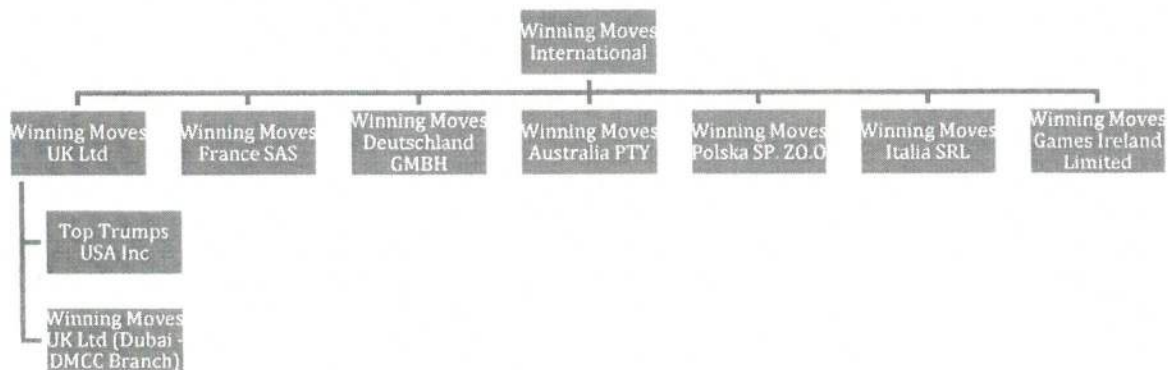 Winning Moves
International
Winning Moves
UK Ltd
Winning Moves
France SAS
Winning Moves
Deutschland
GMBH
Winning Moves
Australia PTY
Winning Moves
Polska SP. ZO.O
Winning Moves
Italia SRL
Winning Moves
Games Ireland
Limited
Top Trumps
USA Inc
Winning Moves
UK Ltd (Dubai -
DMCC Branch)